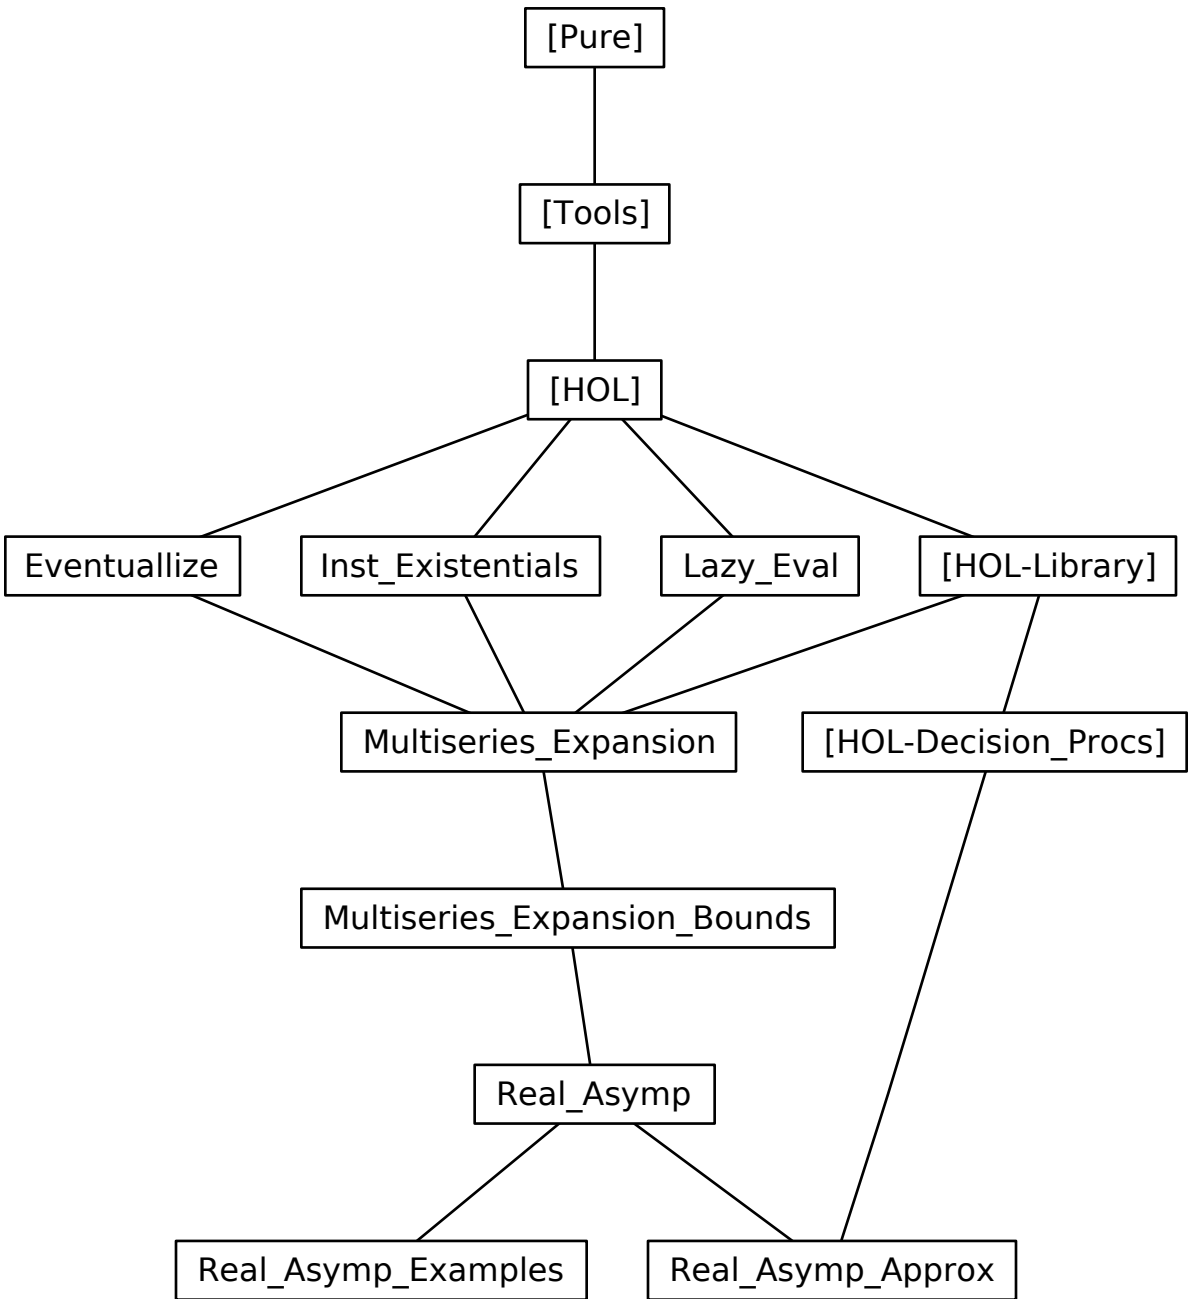 [Pure]
[Tools]
[HOL]
Eventuallize
Inst_Existentials
Lazy_Eval
[HOL-Library]
Multiseries_Expansion
[HOL-Decision_Procs]
Multiseries_Expansion_Bounds
Real_Asymp
Real_Asymp_Examples
Real_Asymp_Approx